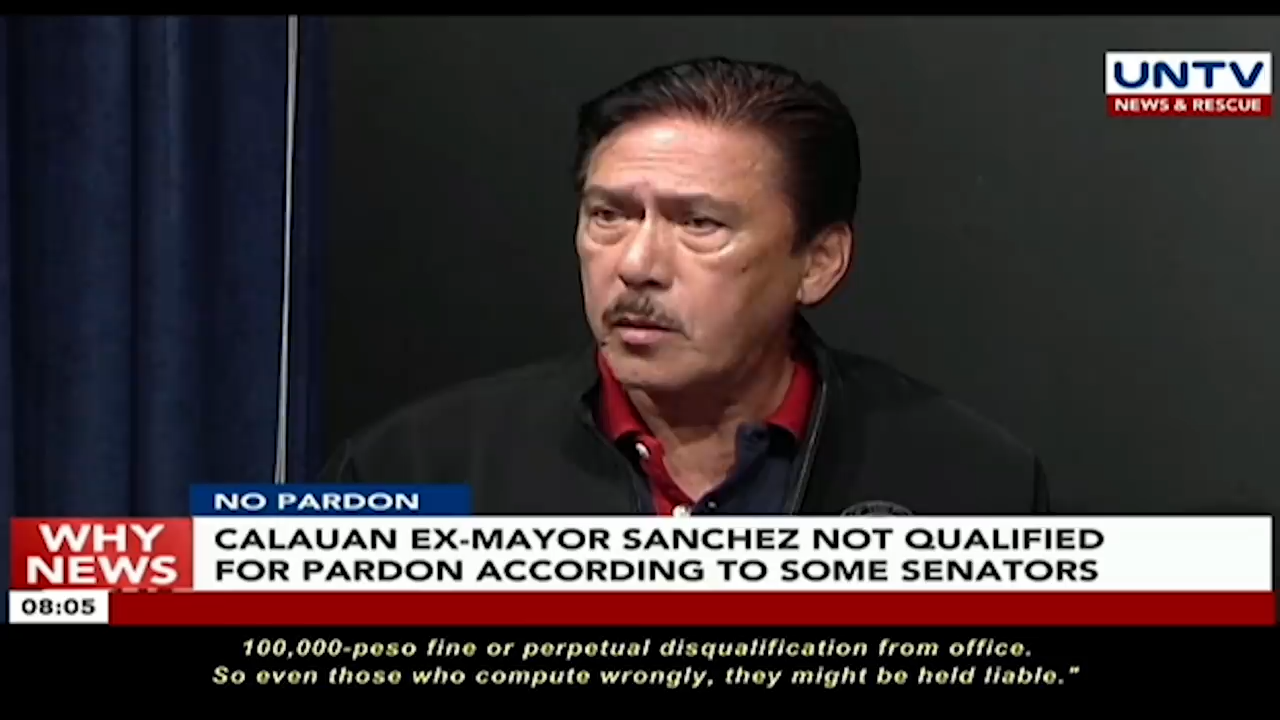 UNTV
NEWS & RESCUE
NO PARDON
WHY
NEWS
CALAUAN EX-MAYOR SANCHEZ NOT QUALIFIED
FOR PARDON ACCORDING TO SOME SENATORS
08:05
100,000-peso fine or perpetual disqualification from office.
So even those who compute wrongly, they might be held liable."